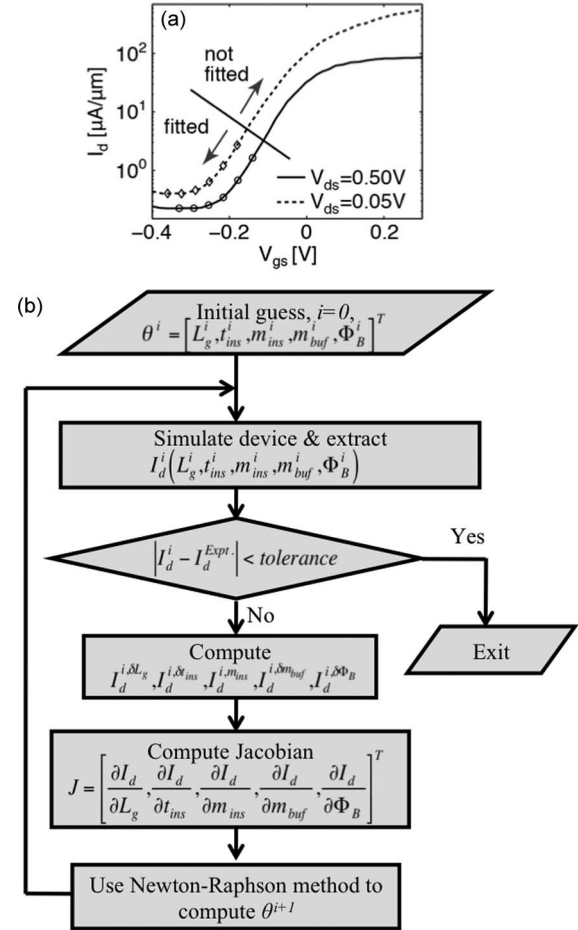 (a)
10²
10¹
10⁰
I_d [µA/µm]
not
fitted
fitted
V_ds=0.50V
V_ds=0.05V
−0.4 −0.2 0 0.2
V_gs [V]
(b)
Initial guess, i=0,
θ^i = [L_g^i, t_ins^i, m_ins^i, m_buf^i, Φ_B^i]^T
Simulate device & extract
I_d^i (L_g^i, t_ins^i, m_ins^i, m_buf^i, Φ_B^i)
Yes
|I_d^i − I_d^Expt.| < tolerance
No
Exit
Compute
I_d^{i,δL_g}, I_d^{i,δt_ins}, I_d^{i,m_ins}, I_d^{i,δm_buf}, I_d^{i,δΦ_B}
Compute Jacobian
J = [∂I_d/∂L_g, ∂I_d/∂t_ins, ∂I_d/∂m_ins, ∂I_d/∂m_buf, ∂I_d/∂Φ_B]^T
Use Newton-Raphson method to
compute θ^{i+1}